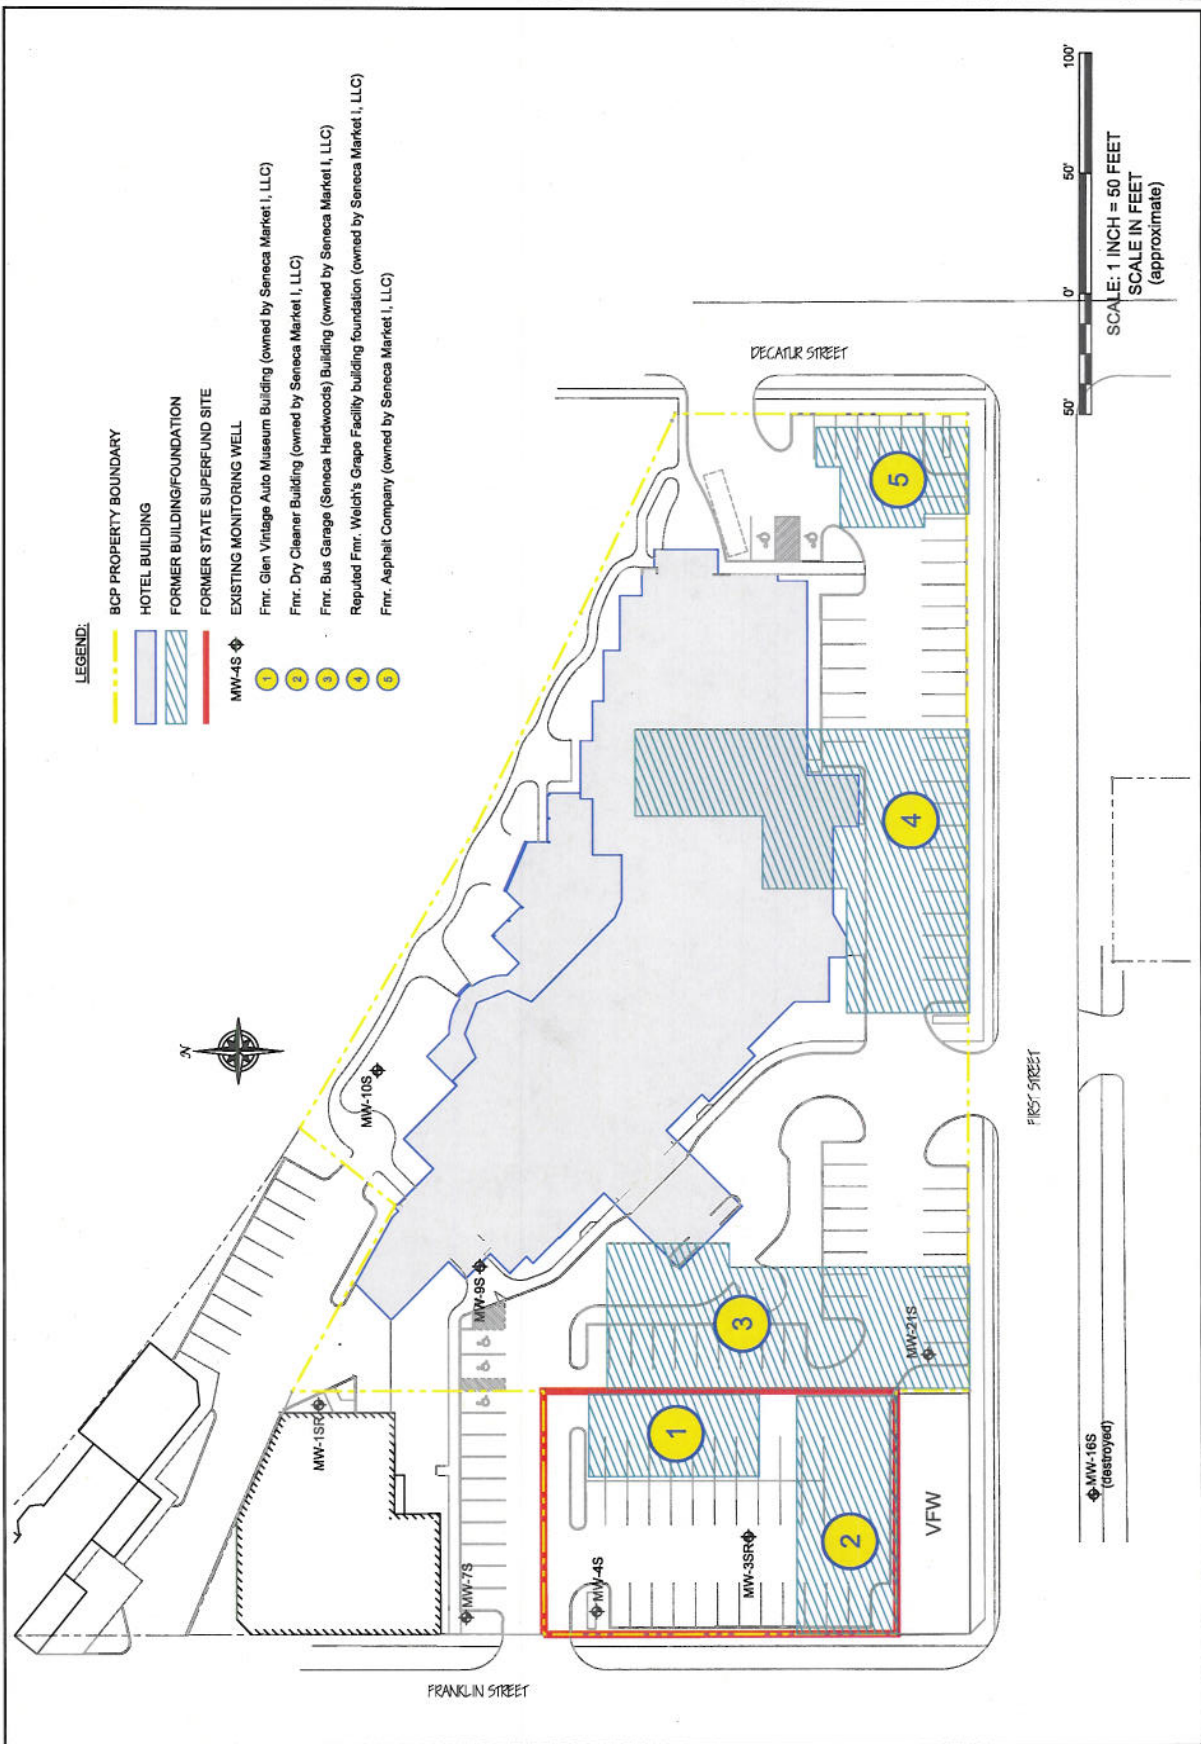 LEGEND:
BCP PROPERTY BOUNDARY
HOTEL BUILDING
FORMER BUILDING/FOUNDATION
FORMER STATE SUPERFUND SITE
MW-4S EXISTING MONITORING WELL
1 Fmr. Glen Vintage Auto Museum Building (owned by Seneca Market I, LLC)
2 Fmr. Dry Cleaner Building (owned by Seneca Market I, LLC)
3 Fmr. Bus Garage (Seneca Hardwoods) Building (owned by Seneca Market I, LLC)
4 Reputed Fmr. Welch's Grape Facility building foundation (owned by Seneca Market I, LLC)
5 Fmr. Asphalt Company (owned by Seneca Market I, LLC)
N
MW-10S
MW-1SR
MW-9S
MW-7S
FRANKLIN STREET
MW-4S
1
MW-3SR
2
VFW
3
MW-21S
4
5
DECATUR STREET
FIRST STREET
MW-16S
(destroyed)
50' 0' 50' 100'
SCALE: 1 INCH = 50 FEET
SCALE IN FEET
(approximate)